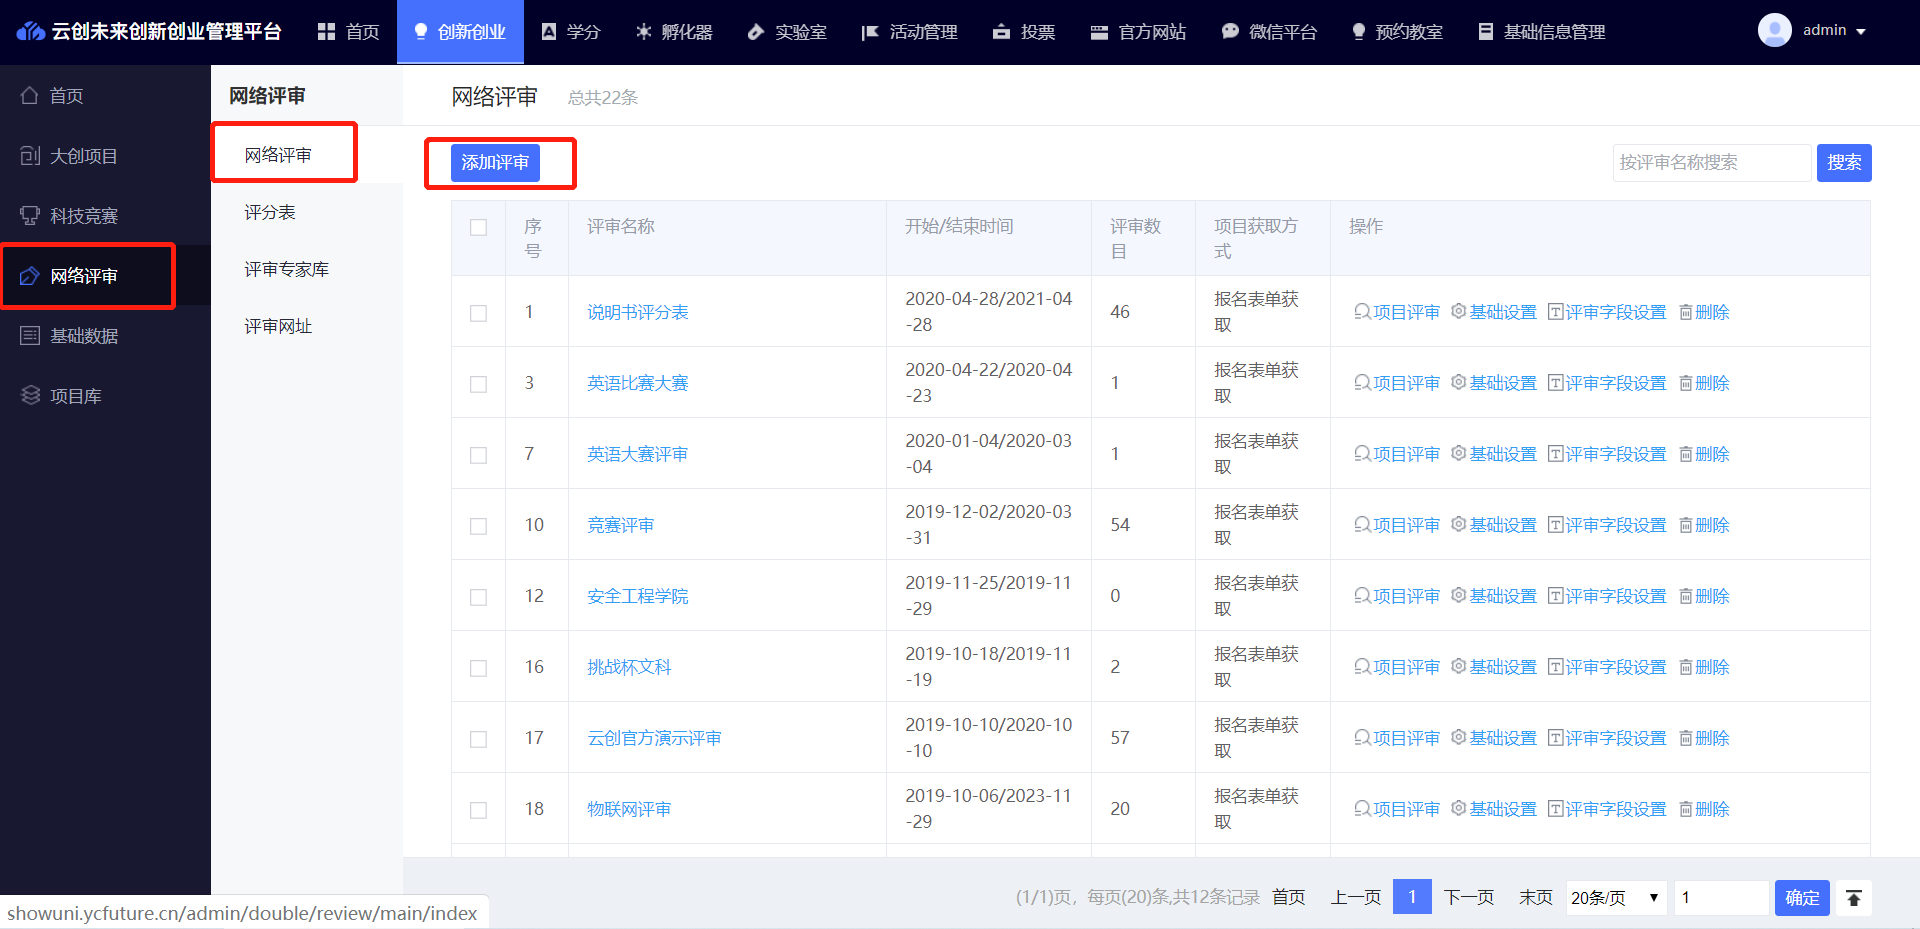 云创未来创新创业管理平台 首页 创新创业 学分 孵化器 实验室 活动管理 投票 官方网站 微信平台 预约教室 基础信息管理 admin
首页
大创项目
科技竞赛
网络评审
基础数据
项目库
网络评审
网络评审
评分表
评审专家库
评审网址
网络评审 总共22条
添加评审 按评审名称搜索 搜索
序号 评审名称 开始/结束时间 评审数目 项目获取方式 操作
1 说明书评分表 2020-04-28/2021-04-28 46 报名表单获取 项目评审 基础设置 评审字段设置 删除
3 英语比赛大赛 2020-04-22/2020-04-23 1 报名表单获取 项目评审 基础设置 评审字段设置 删除
7 英语大赛评审 2020-01-04/2020-03-04 1 报名表单获取 项目评审 基础设置 评审字段设置 删除
10 竞赛评审 2019-12-02/2020-03-31 54 报名表单获取 项目评审 基础设置 评审字段设置 删除
12 安全工程学院 2019-11-25/2019-11-29 0 报名表单获取 项目评审 基础设置 评审字段设置 删除
16 挑战杯文科 2019-10-18/2019-11-19 2 报名表单获取 项目评审 基础设置 评审字段设置 删除
17 云创官方演示评审 2019-10-10/2020-10-10 57 报名表单获取 项目评审 基础设置 评审字段设置 删除
18 物联网评审 2019-10-06/2023-11-29 20 报名表单获取 项目评审 基础设置 评审字段设置 删除
(1/1)页，每页(20)条,共12条记录 首页 上一页 1 下一页 末页 20条/页 1 确定
showuni.ycfuture.cn/admin/double/review/main/index